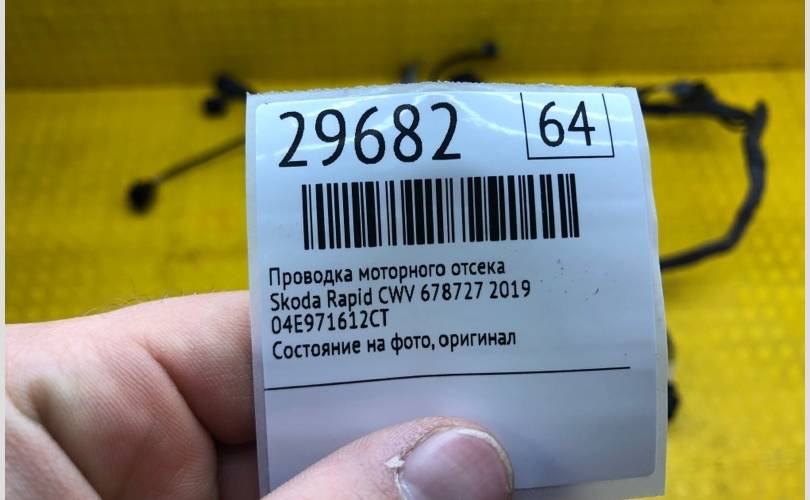 29682
64
Проводка моторного отсека
Skoda Rapid CWV 678727 2019
04E971612CT
Состояние на фото, оригинал